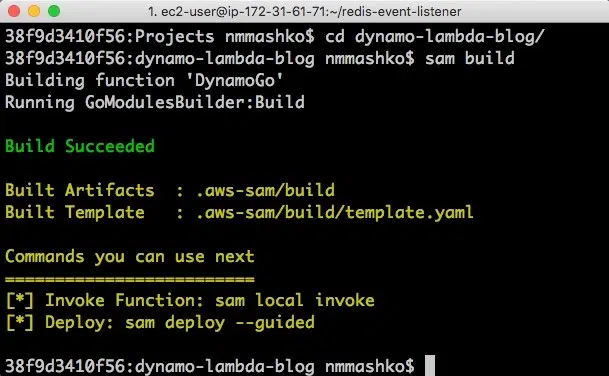 1. ec2-user@ip-172-31-61-71:~/redis-event-listener
38f9d3410f56:Projects nmmashko$ cd dynamo-lambda-blog/
38f9d3410f56:dynamo-lambda-blog nmmashko$ sam build
Building function 'DynamoGo'
Running GoModulesBuilder:Build
Build Succeeded
Built Artifacts  : .aws-sam/build
Built Template   : .aws-sam/build/template.yaml
Commands you can use next
=========================
[*] Invoke Function: sam local invoke
[*] Deploy: sam deploy --guided
38f9d3410f56:dynamo-lambda-blog nmmashko$